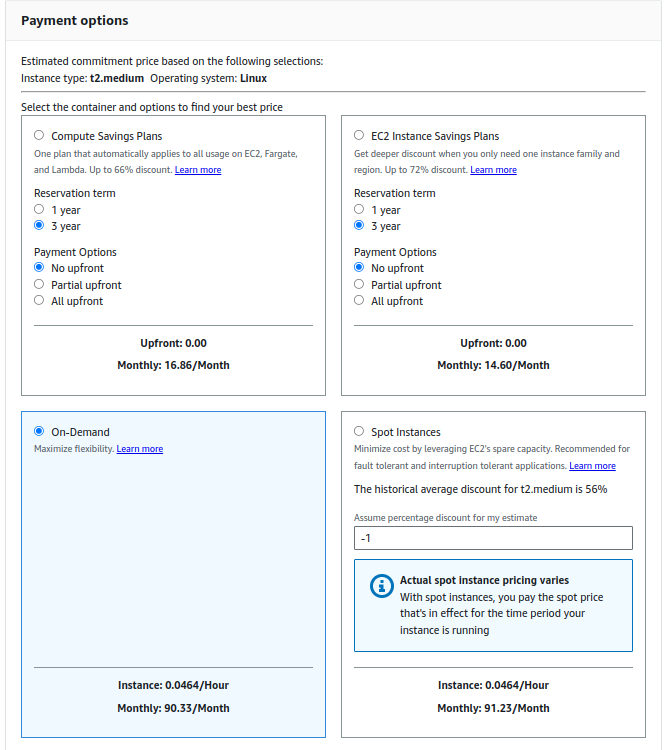 Payment options
Estimated commitment price based on the following selections:
Instance type: t2.medium Operating system: Linux
Select the container and options to find your best price
Compute Savings Plans
One plan that automatically applies to all usage on EC2, Fargate,
and Lambda. Up to 66% discount. Learn more
Reservation term
1 year
3 year
Payment Options
No upfront
Partial upfront
All upfront
Upfront: 0.00
Monthly: 16.86/Month
EC2 Instance Savings Plans
Get deeper discount when you only need one instance family and
region. Up to 72% discount. Learn more
Reservation term
1 year
3 year
Payment Options
No upfront
Partial upfront
All upfront
Upfront: 0.00
Monthly: 14.60/Month
On-Demand
Maximize flexibility. Learn more
Instance: 0.0464/Hour
Monthly: 90.33/Month
Spot Instances
Minimize cost by leveraging EC2's spare capacity. Recommended for
fault tolerant and interruption tolerant applications. Learn more
The historical average discount for t2.medium is 56%
Assume percentage discount for my estimate
-1
Actual spot instance pricing varies
With spot instances, you pay the spot price
that's in effect for the time period your
instance is running
Instance: 0.0464/Hour
Monthly: 91.23/Month